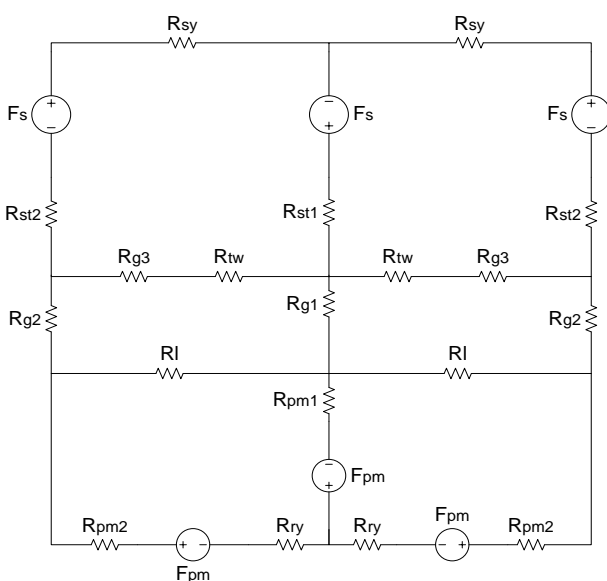 Rsy Rsy
Fs Fs Fs
Rst2 Rst1 Rst2
Rg3 Rtw Rtw Rg3
Rg2 Rg1 Rg2
Rl Rl
Rpm1
Fpm
Rpm2 Fpm Rry Rry Fpm Rpm2